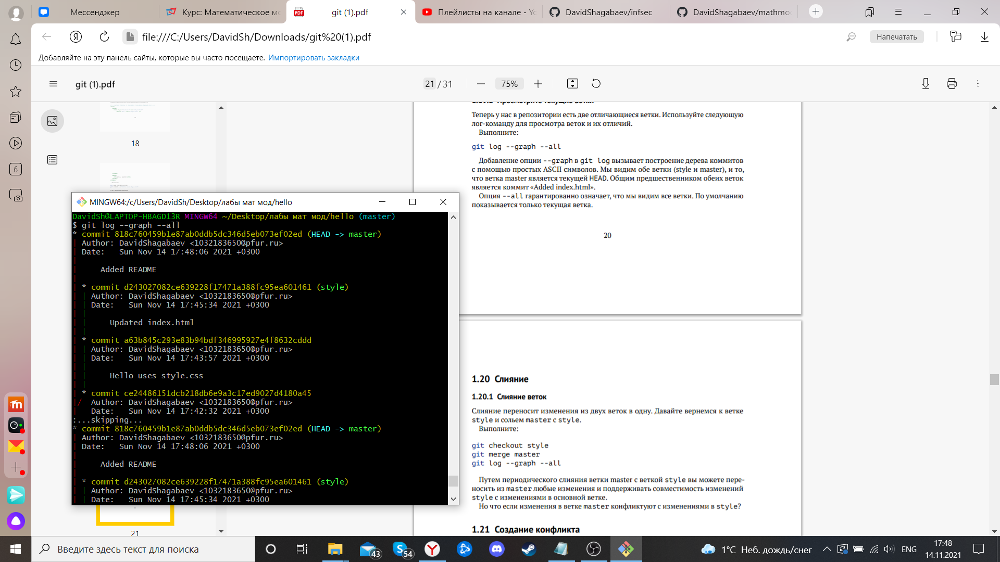 Мессенджер
Курс: Математическое мо
git (1).pdf
Плейлисты на канале - Yo
DavidShagabaev/infsec
DavidShagabaev/mathmo
file:///C:/Users/DavidSh/Downloads/git%20(1).pdf
Напечатать
Добавляйте на эту панель сайты, которые вы часто посещаете. Импортировать закладки
git (1).pdf
21 / 31
75%
18
21
6
1.19.2 Просмотрите текущие ветки
Теперь у нас в репозитории есть две отличающиеся ветки. Используйте следующую
лог-команду для просмотра веток и их отличий.
Выполните:
git log --graph --all
Добавление опции --graph в git log вызывает построение дерева коммитов
с помощью простых ASCII символов. Мы видим обе ветки (style и master), и то,
что ветка master является текущей HEAD. Общим предшественником обеих веток
является коммит «Added index.html».
Опция --all гарантированно означает, что мы видим все ветки. По умолчанию
показывается только текущая ветка.
20
1.20 Слияние
1.20.1 Слияние веток
Слияние переносит изменения из двух веток в одну. Давайте вернемся к ветке
style и сольем master с style.
Выполните:
git checkout style
git merge master
git log --graph --all
Путем периодического слияния ветки master с веткой style вы можете пере-
носить из master любые изменения и поддерживать совместимость изменений
style с изменениями в основной ветке.
Но что если изменения в ветке master конфликтуют с изменениями в style?
1.21 Создание конфликта
MINGW64:/c/Users/DavidSh/Desktop/лабы мат мод/hello
DavidSh@LAPTOP-HBAGD13R MINGW64 ~/Desktop/лабы мат мод/hello (master)
$ git log --graph --all
* commit 818c760459b1e87ab0ddb5dc346d5eb073ef02ed (HEAD -> master)
| Author: DavidShagabaev <1032183650@pfur.ru>
| Date:   Sun Nov 14 17:48:06 2021 +0300
|
|     Added README
|
| * commit d243027082ce639228f17471a388fc95ea601461 (style)
| | Author: DavidShagabaev <1032183650@pfur.ru>
| | Date:   Sun Nov 14 17:45:34 2021 +0300
| |
| |     Updated index.html
| |
| * commit a63b845c293e83b94bdf346995927e4f8632cddd
| | Author: DavidShagabaev <1032183650@pfur.ru>
| | Date:   Sun Nov 14 17:43:57 2021 +0300
| |
| |     Hello uses style.css
| |
| * commit ce24486151dcb218db6e9a3c17ed9027d4180a45
|/  Author: DavidShagabaev <1032183650@pfur.ru>
|   Date:   Sun Nov 14 17:42:32 2021 +0300
:...skipping...
* commit 818c760459b1e87ab0ddb5dc346d5eb073ef02ed (HEAD -> master)
| Author: DavidShagabaev <1032183650@pfur.ru>
| Date:   Sun Nov 14 17:48:06 2021 +0300
|
|     Added README
|
| * commit d243027082ce639228f17471a388fc95ea601461 (style)
| | Author: DavidShagabaev <1032183650@pfur.ru>
| | Date:   Sun Nov 14 17:45:34 2021 +0300
Введите здесь текст для поиска
43
54
1°C Неб. дождь/снег
ENG
17:48
14.11.2021